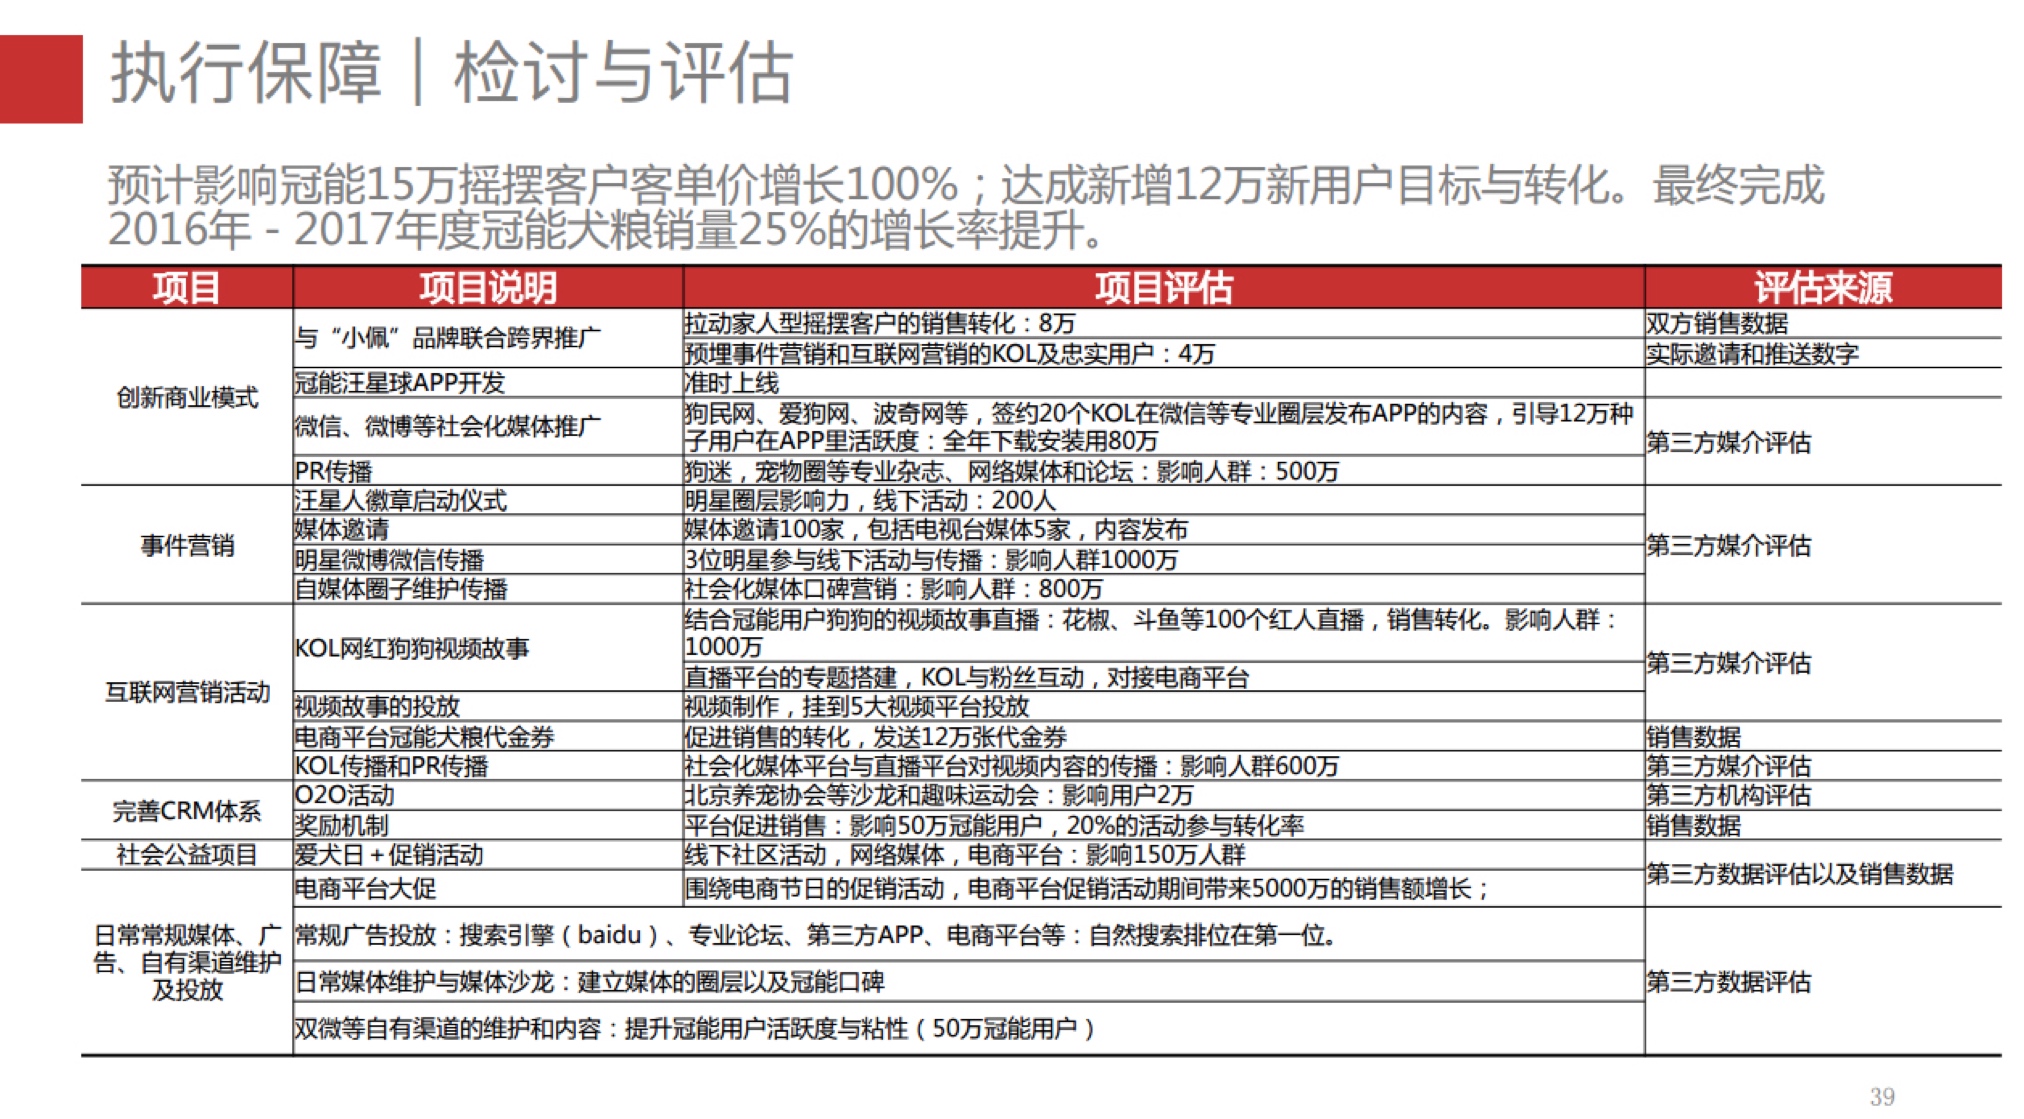 执行保障｜检讨与评估
预计影响冠能15万摇摆客户客单价增长100%；达成新增12万新用户目标与转化。最终完成
2016年 - 2017年度冠能犬粮销量25%的增长率提升。
项目 项目说明 项目评估 评估来源
创新商业模式
与“小佩”品牌联合跨界推广
拉动家人型摇摆客户的销售转化：8万
双方销售数据
预埋事件营销和互联网营销的KOL及忠实用户：4万
实际邀请和推送数字
冠能汪星球APP开发
准时上线
微信、微博等社会化媒体推广
狗民网、爱狗网、波奇网等，签约20个KOL在微信等专业圈层发布APP的内容，引导12万种
子用户在APP里活跃度：全年下载安装用80万
第三方媒介评估
PR传播
狗迷，宠物圈等专业杂志、网络媒体和论坛：影响人群：500万
事件营销
汪星人徽章启动仪式
明星圈层影响力，线下活动：200人
媒体邀请
媒体邀请100家，包括电视台媒体5家，内容发布
第三方媒介评估
明星微博微信传播
3位明星参与线下活动与传播：影响人群1000万
自媒体圈子维护传播
社会化媒体口碑营销：影响人群：800万
互联网营销活动
KOL网红狗狗视频故事
结合冠能用户狗狗的视频故事直播：花椒、斗鱼等100个红人直播，销售转化。影响人群：
1000万
直播平台的专题搭建，KOL与粉丝互动，对接电商平台
第三方媒介评估
视频故事的投放
视频制作，挂到5大视频平台投放
电商平台冠能犬粮代金券
促进销售的转化，发送12万张代金券
销售数据
KOL传播和PR传播
社会化媒体平台与直播平台对视频内容的传播：影响人群600万
第三方媒介评估
完善CRM体系
O2O活动
北京养宠协会等沙龙和趣味运动会：影响用户2万
第三方机构评估
奖励机制
平台促进销售：影响50万冠能用户，20%的活动参与转化率
销售数据
社会公益项目
爱犬日＋促销活动
线下社区活动，网络媒体，电商平台：影响150万人群
第三方数据评估以及销售数据
日常常规媒体、广
告、自有渠道维护
及投放
电商平台大促
围绕电商节日的促销活动，电商平台促销活动期间带来5000万的销售额增长；
常规广告投放：搜索引擎（baidu）、专业论坛、第三方APP、电商平台等：自然搜索排位在第一位。
日常媒体维护与媒体沙龙：建立媒体的圈层以及冠能口碑
第三方数据评估
双微等自有渠道的维护和内容：提升冠能用户活跃度与粘性（50万冠能用户）
39